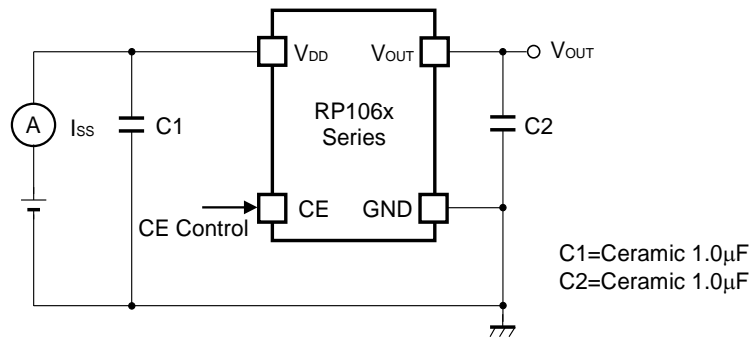 VDD
VOUT
VOUT
RP106x
Series
A
ISS
C1
C2
CE
GND
CE Control
C1=Ceramic 1.0μF
C2=Ceramic 1.0μF